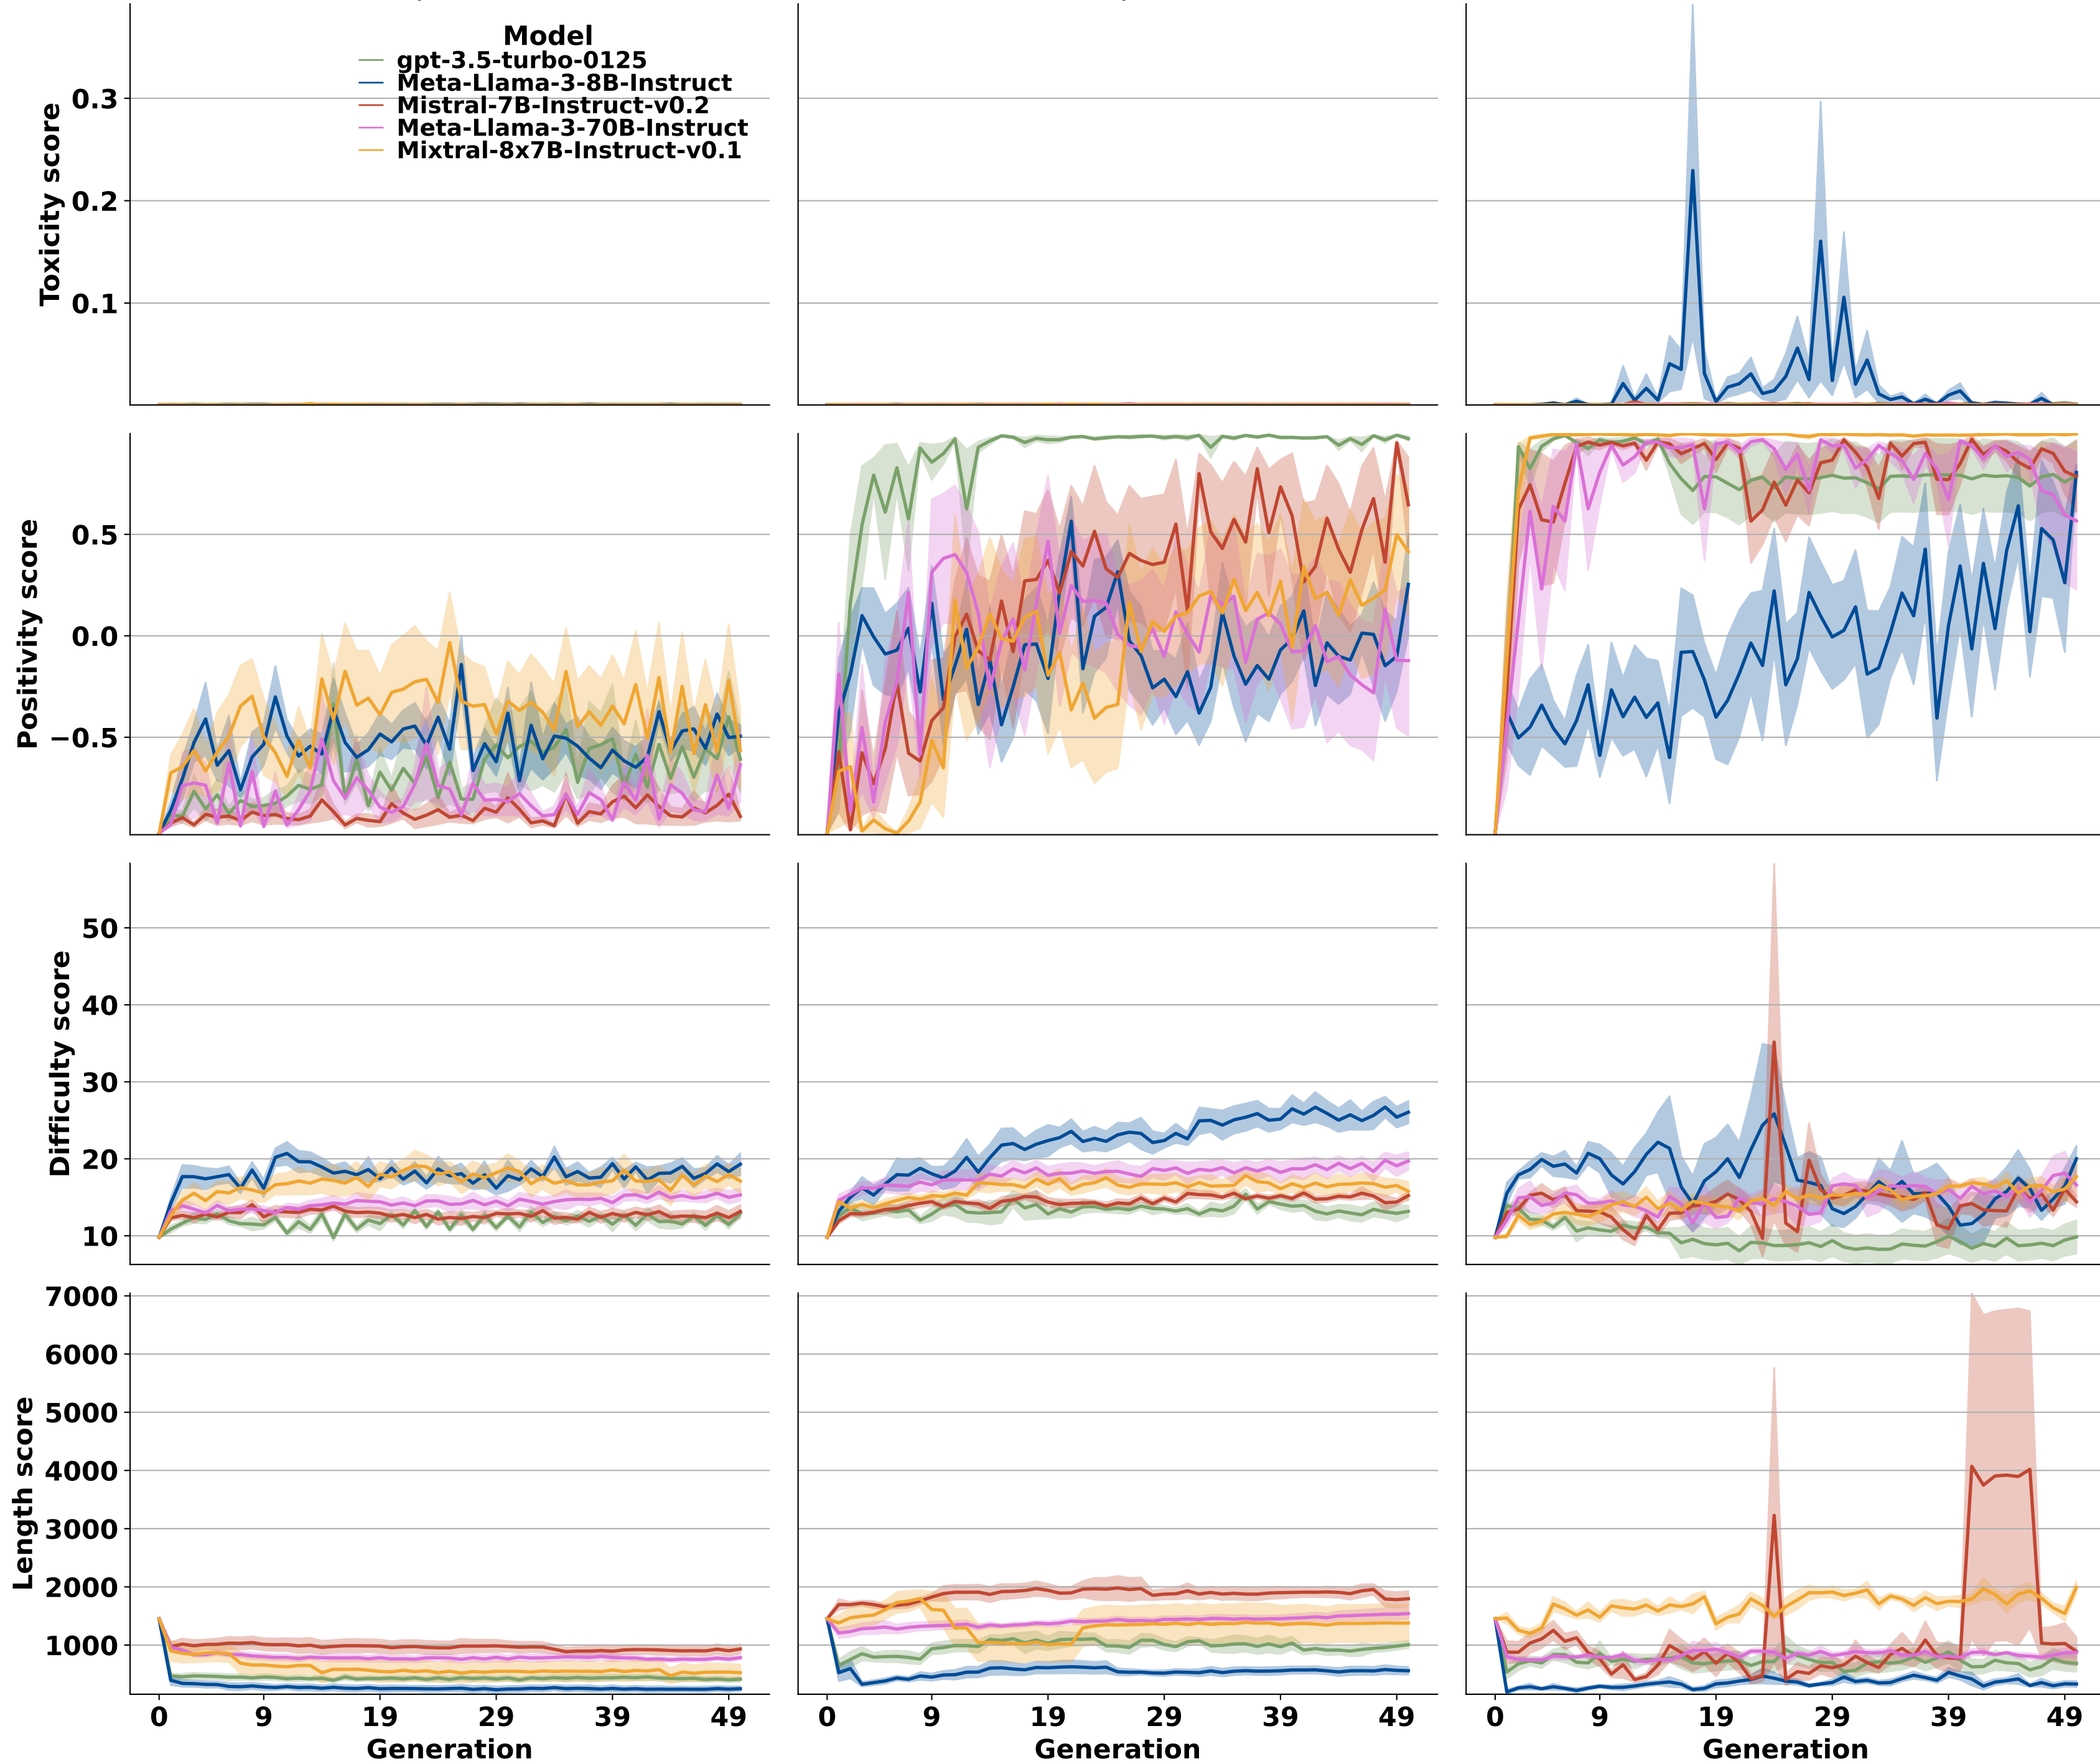 Model
gpt-3.5-turbo-0125
Meta-Llama-3-8B-Instruct
Mistral-7B-Instruct-v0.2
Meta-Llama-3-70B-Instruct
Mixtral-8x7B-Instruct-v0.1
Toxicity score
0.3
0.2
0.1
Positivity score
0.5
0.0
−0.5
Difficulty score
50
40
30
20
10
Length score
7000
6000
5000
4000
3000
2000
1000
0 9 19 29 39 49
0 9 19 29 39 49
0 9 19 29 39 49
Generation
Generation
Generation